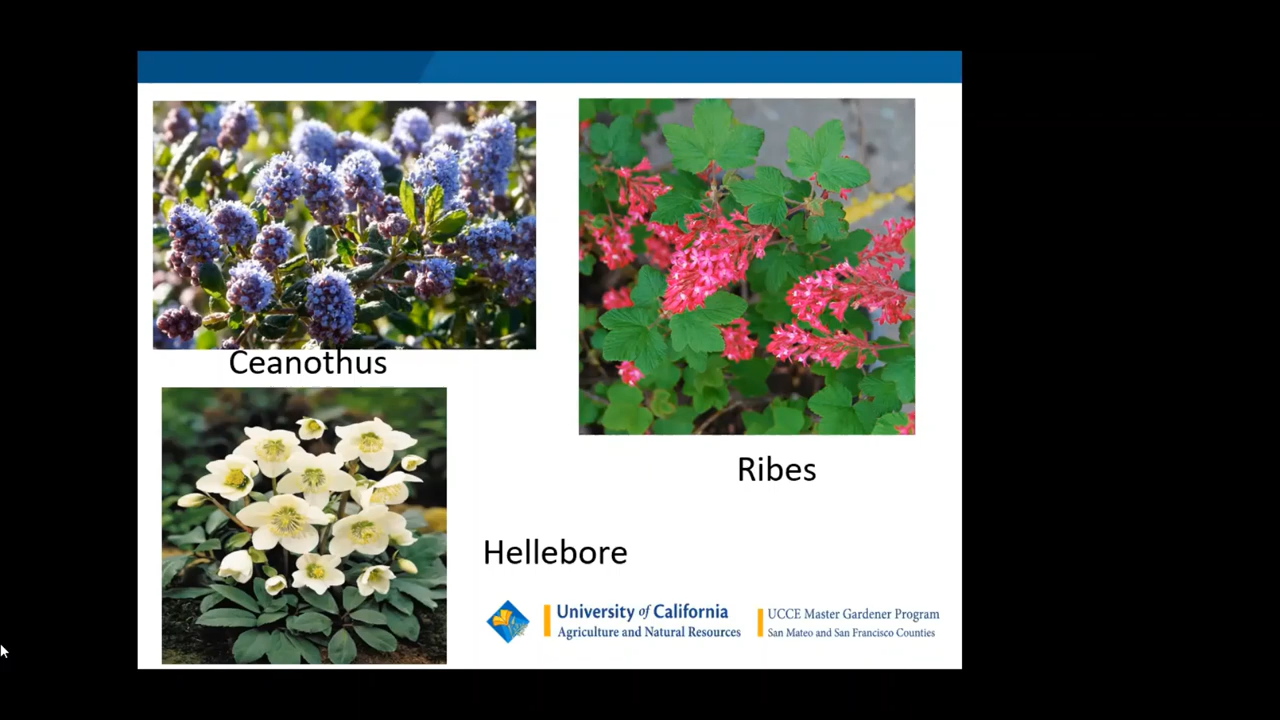 Ceanothus
Ribes
Hellebore
University of California
Agriculture and Natural Resources
UCCE Master Gardener Program
San Mateo and San Francisco Counties